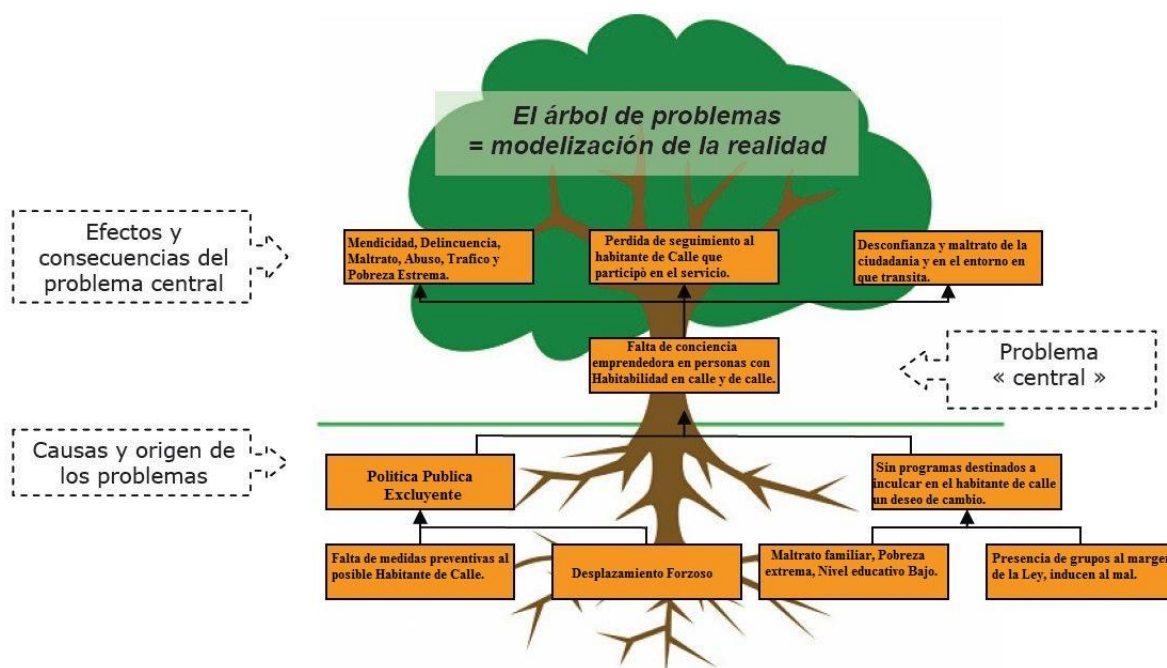 El árbol de problemas
= modelización de la realidad
Efectos y
consecuencias del
problema central
Mendicidad, Delincuencia,
Maltrato, Abuso, Trafico y
Pobreza Estrema.
Perdida de seguimiento al
habitante de Calle que
participò en el servicio.
Desconfianza y maltrato de la
ciudadania y en el entorno en
que transita.
Falta de conciencia
emprendedora en personas con
Habitabilidad en calle y de calle.
Problema
« central »
Causas y origen de
los problemas
Politica Publica
Excluyente
Sin programas destinados a
inculcar en el habitante de calle
un deseo de cambio.
Falta de medidas preventivas al
posible Habitante de Calle.
Desplazamiento Forzoso
Maltrato familiar, Pobreza
extrema, Nivel educativo Bajo.
Presencia de grupos al margen
de la Ley, inducen al mal.